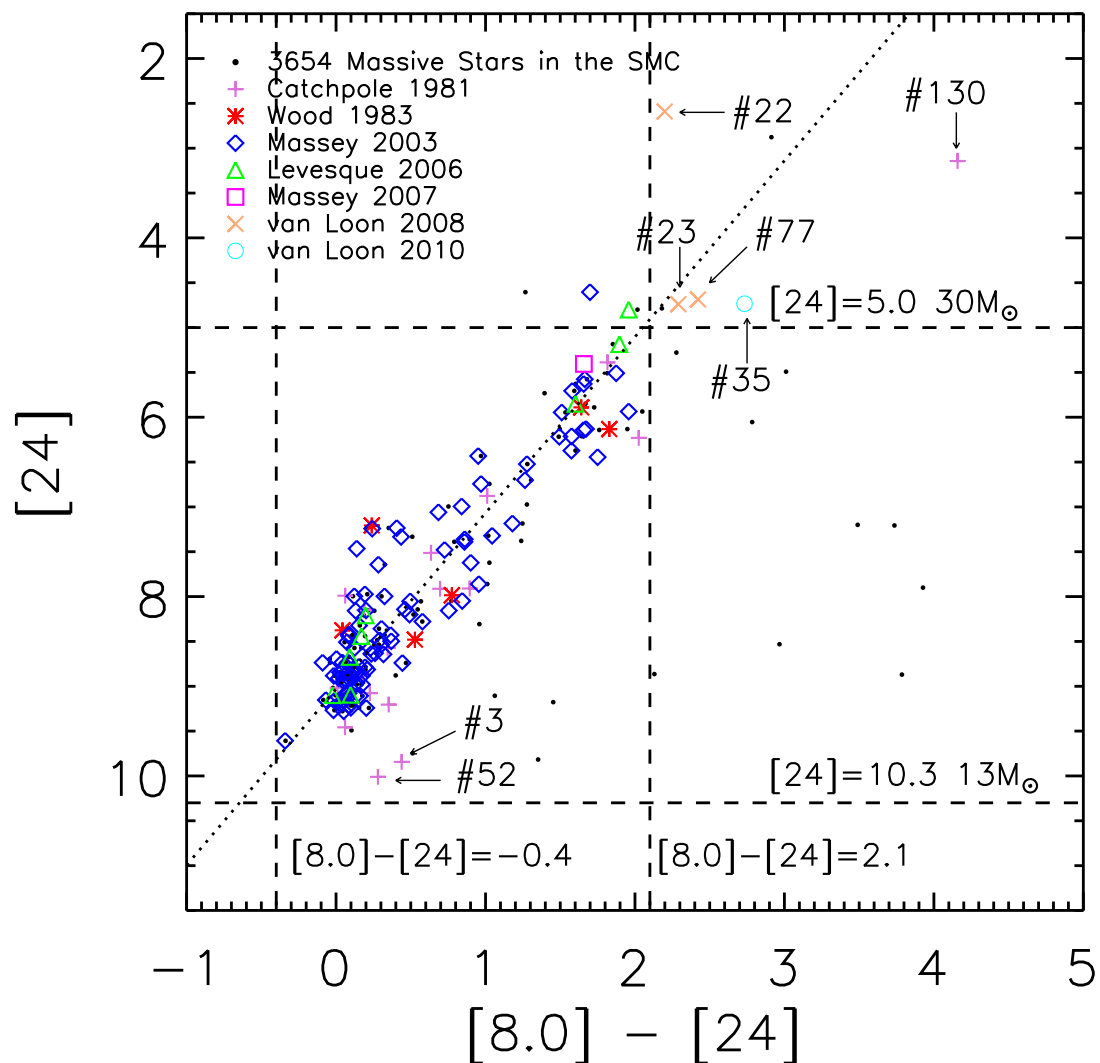 2
4
6
8
10
[24]
3654 Massive Stars in the SMC
Catchpole 1981
Wood 1983
Massey 2003
Levesque 2006
Massey 2007
van Loon 2008
van Loon 2010
#22
#130
#23
#77
[24]=5.0 30M⊙
#35
#3
#52
[24]=10.3 13M⊙
[8.0]−[24]=−0.4
[8.0]−[24]=2.1
−1 0 1 2 3 4 5
[8.0] − [24]